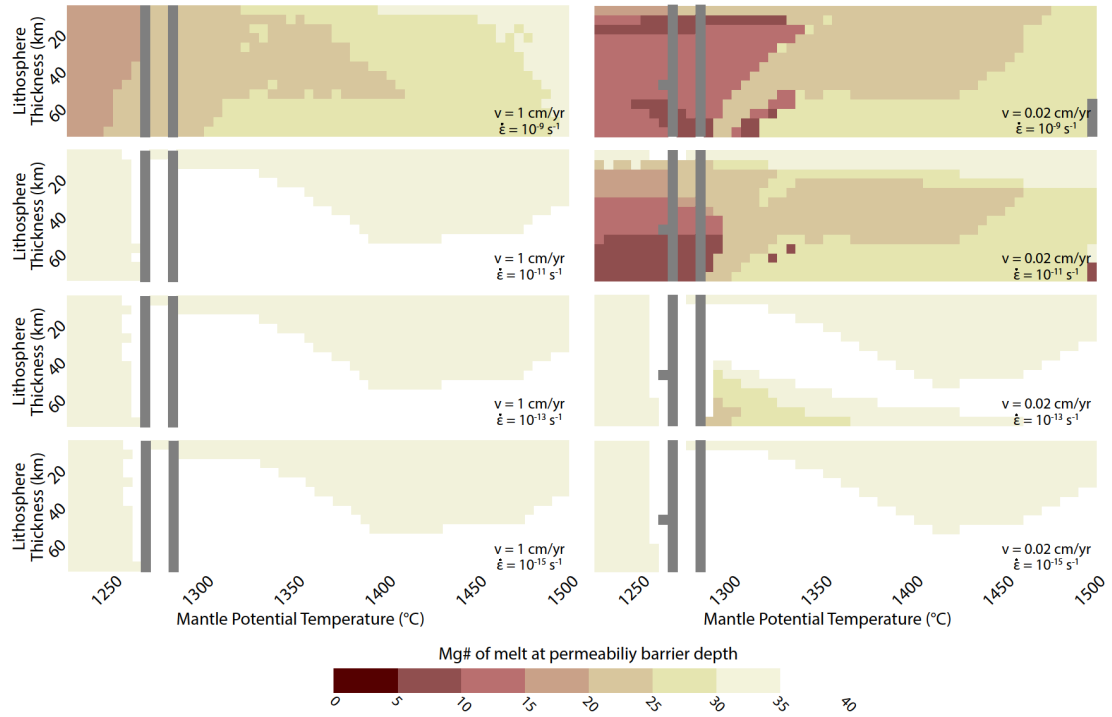 Lithosphere
Thickness (km)
20
40
60
v = 1 cm/yr
ε̇ = 10⁻⁹ s⁻¹
v = 0.02 cm/yr
ε̇ = 10⁻⁹ s⁻¹
Lithosphere
Thickness (km)
20
40
60
v = 1 cm/yr
ε̇ = 10⁻¹¹ s⁻¹
v = 0.02 cm/yr
ε̇ = 10⁻¹¹ s⁻¹
Lithosphere
Thickness (km)
20
40
60
v = 1 cm/yr
ε̇ = 10⁻¹³ s⁻¹
v = 0.02 cm/yr
ε̇ = 10⁻¹³ s⁻¹
Lithosphere
Thickness (km)
20
40
60
v = 1 cm/yr
ε̇ = 10⁻¹⁵ s⁻¹
v = 0.02 cm/yr
ε̇ = 10⁻¹⁵ s⁻¹
1250 1300 1350 1400 1450 1500
1250 1300 1350 1400 1450 1500
Mantle Potential Temperature (°C)
Mantle Potential Temperature (°C)
Mg# of melt at permeabiliy barrier depth
0 5 10 15 20 25 30 35 40